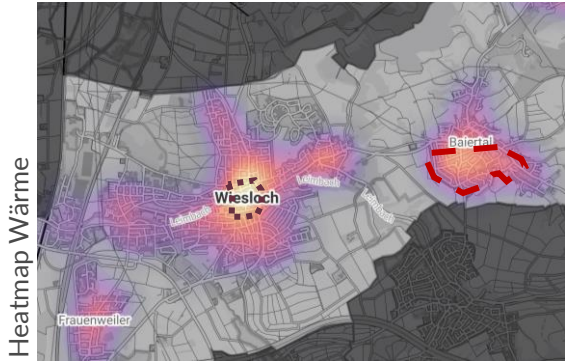 Heatmap Wärme
Baiertal
Wiesloch
Leimbach
Leimbach
Leimbach
Frauenweiler